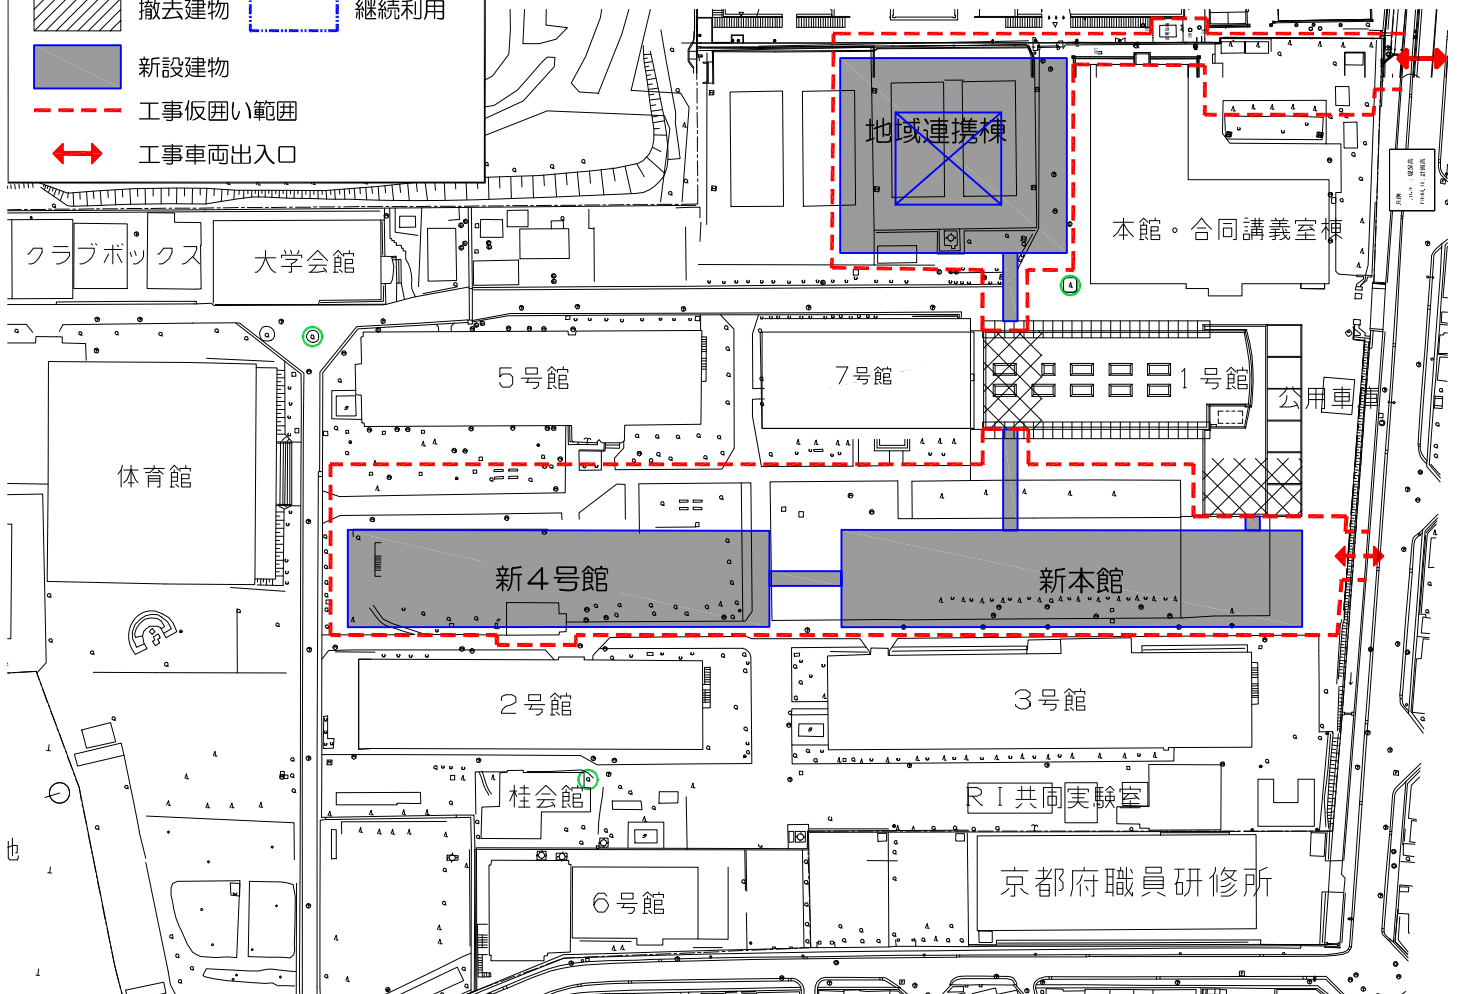 撤去建物
継続利用
新設建物
工事仮囲い範囲
工事車両出入口
地域連携棟
本館・合同講義室棟
クラブボックス
大学会館
5号館
7号館
1号館
公用車庫
体育館
新4号館
新本館
2号館
3号館
桂会館
RI共同実験室
6号館
京都府職員研修所